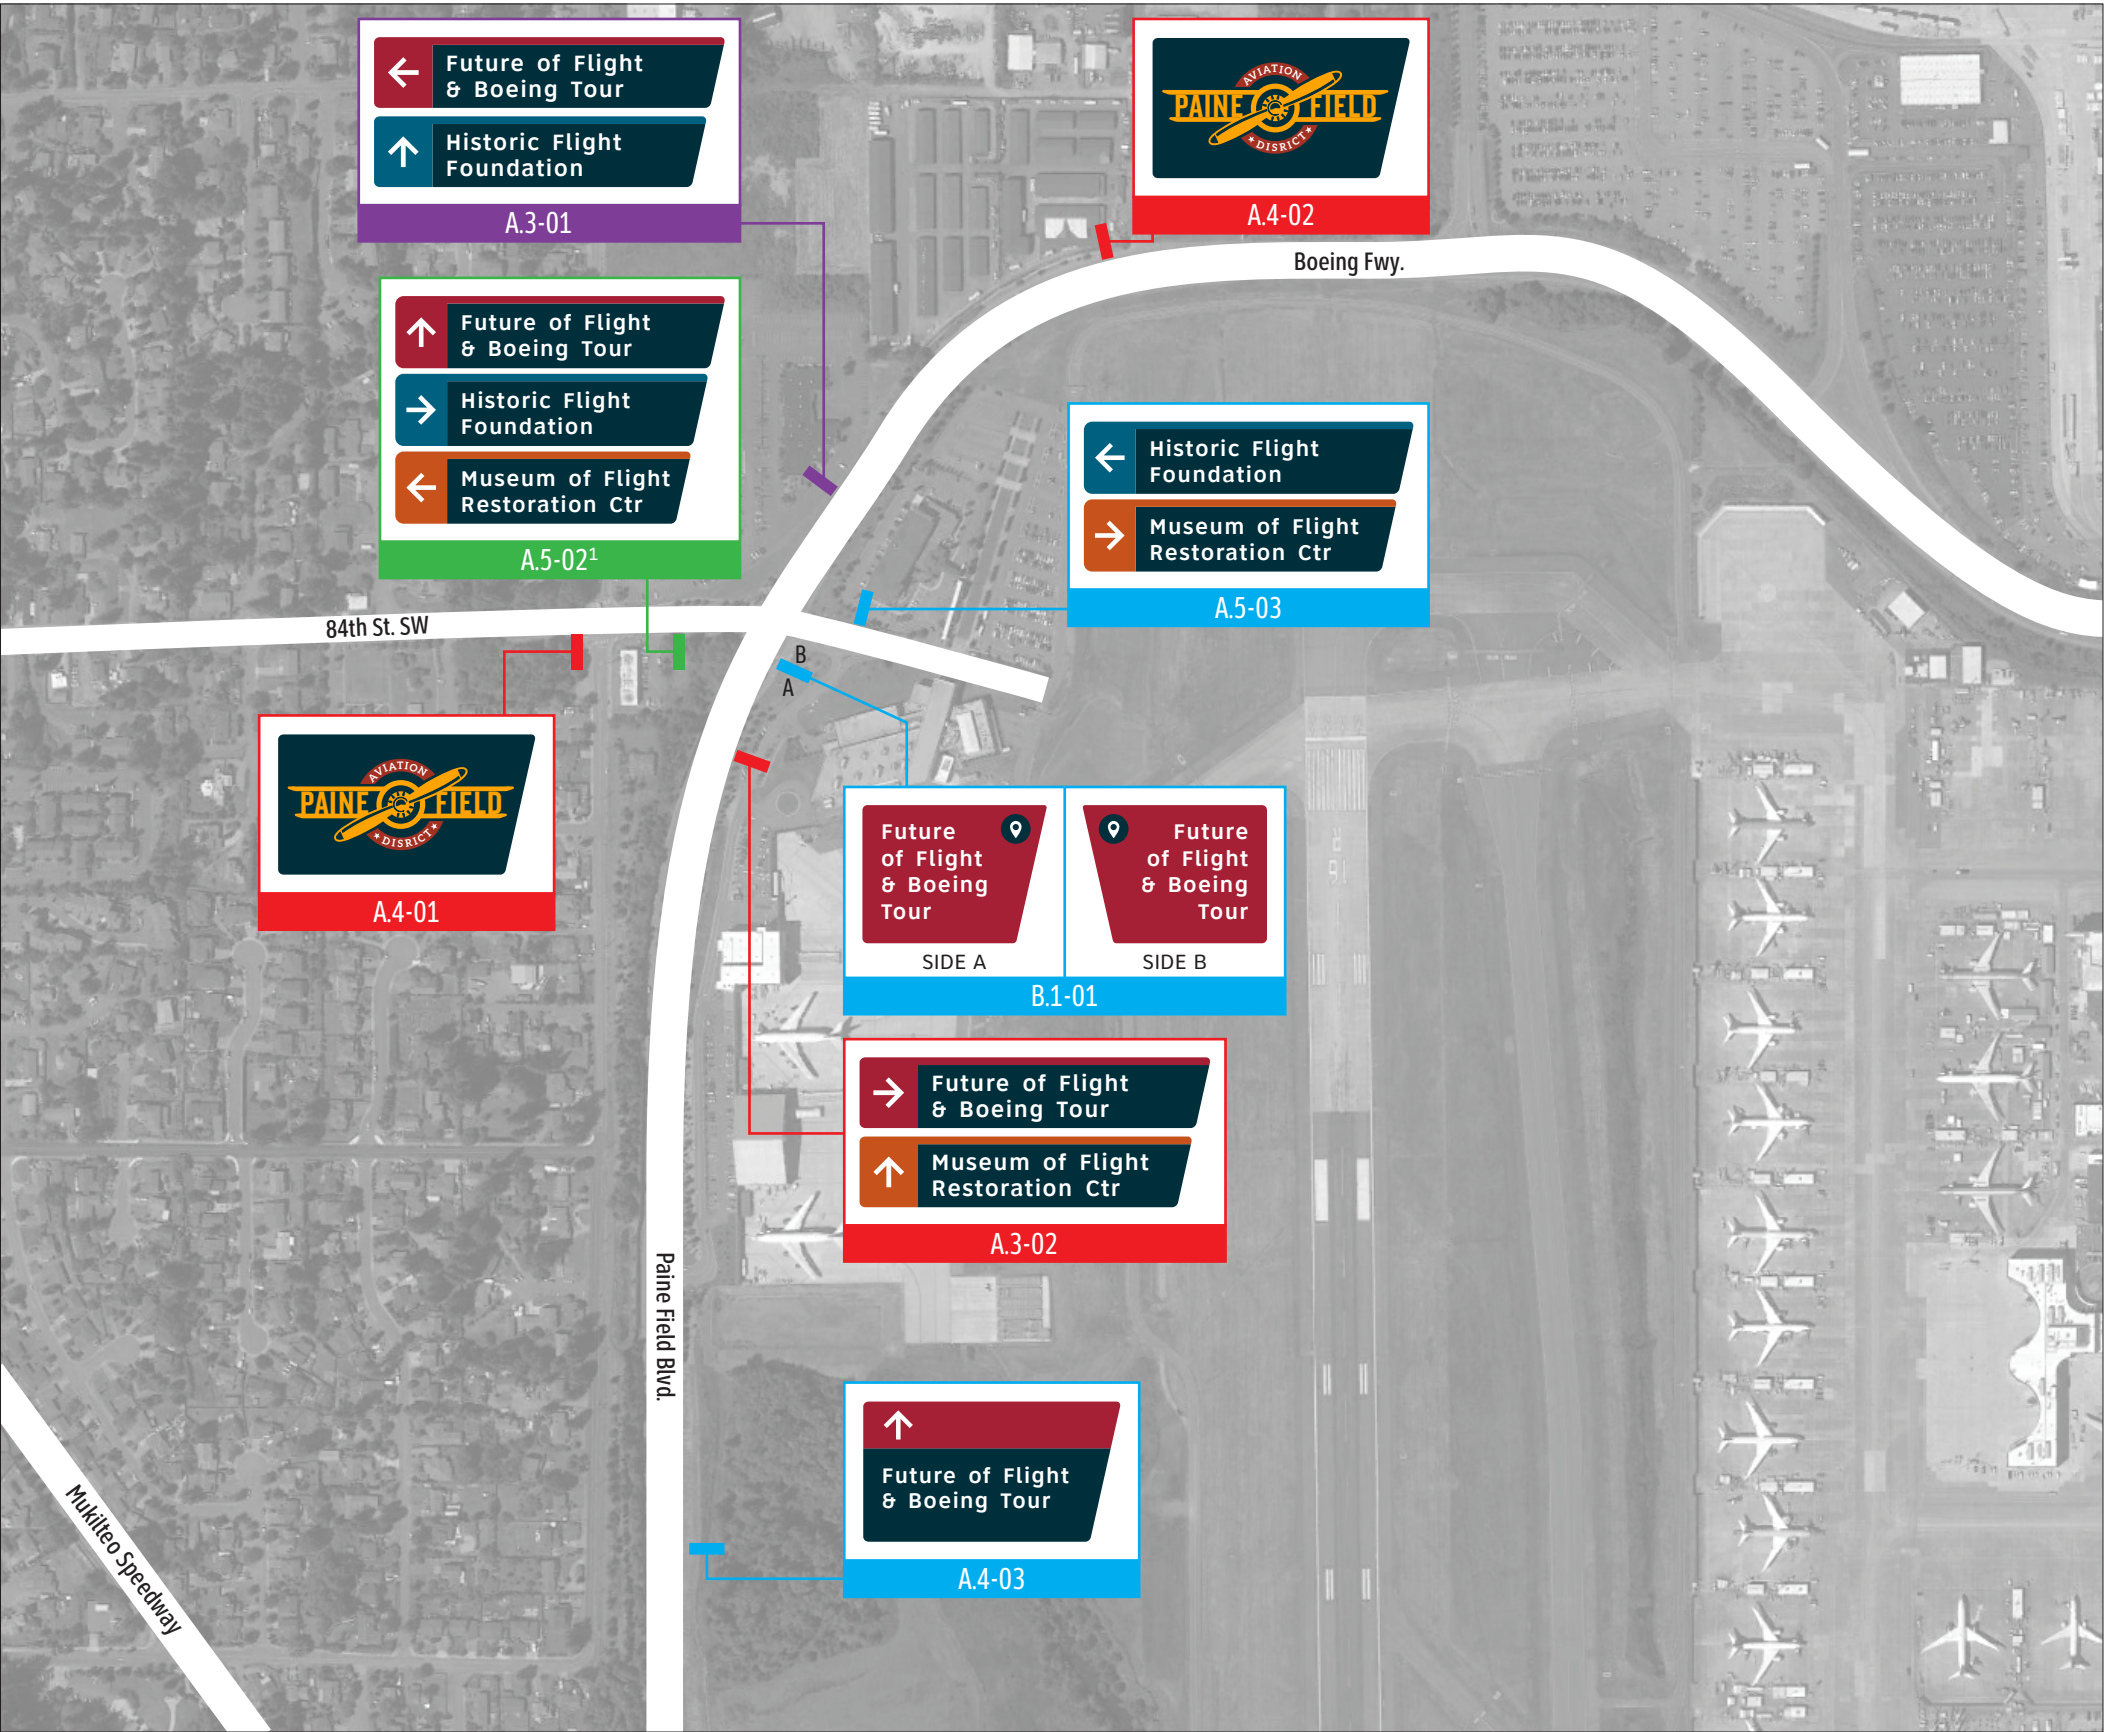 Future of Flight
& Boeing Tour
Historic Flight
Foundation
A.3-01
AVIATION
PAINE FIELD
DISRICT
A.4-02
Boeing Fwy.
Future of Flight
& Boeing Tour
Historic Flight
Foundation
Museum of Flight
Restoration Ctr
A.5-02¹
Historic Flight
Foundation
Museum of Flight
Restoration Ctr
A.5-03
84th St. SW
B
A
AVIATION
PAINE FIELD
DISRICT
A.4-01
Future
of Flight
& Boeing
Tour
SIDE A
Future
of Flight
& Boeing
Tour
SIDE B
B.1-01
Future of Flight
& Boeing Tour
Museum of Flight
Restoration Ctr
A.3-02
Paine Field Blvd.
Future of Flight
& Boeing Tour
A.4-03
Mukilteo Speedway